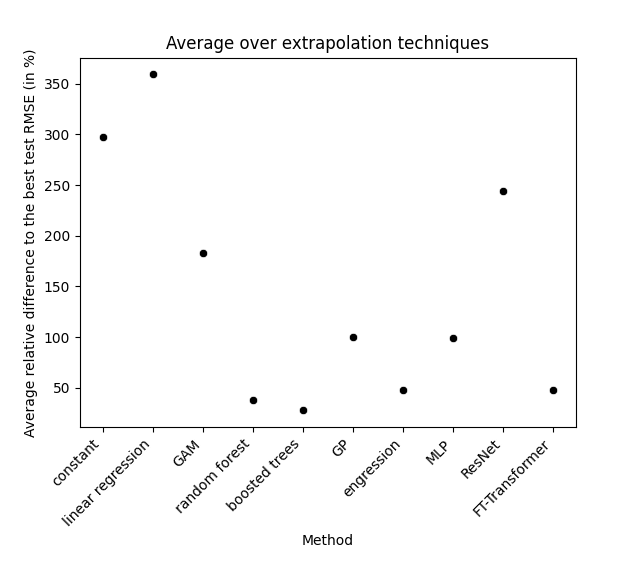 Average over extrapolation techniques
Average relative difference to the best test RMSE (in %)
350
300
250
200
150
100
50
constant
linear regression
GAM
random forest
boosted trees
GP
engression
MLP
ResNet
FT-Transformer
Method